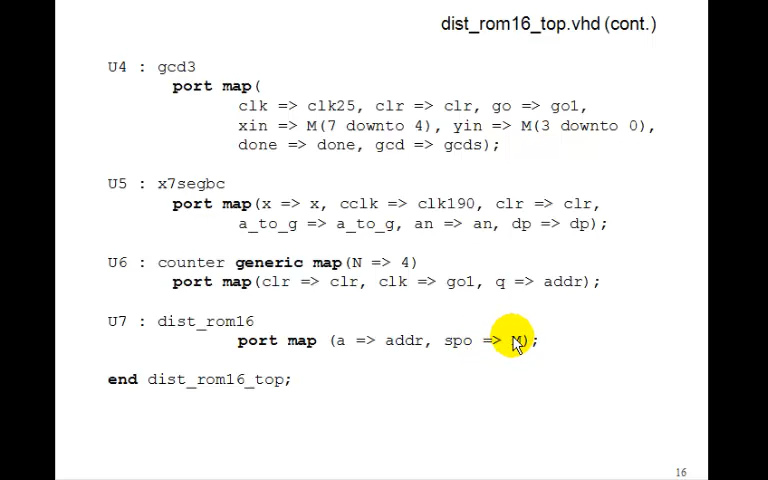 dist_rom16_top.vhd (cont.)
U4 : gcd3
port map(
clk => clk25, clr => clr, go => go1,
xin => M(7 downto 4), yin => M(3 downto 0),
done => done, gcd => gcds);
U5 : x7segbc
port map(x => x, cclk => clk190, clr => clr,
a_to_g => a_to_g, an => an, dp => dp);
U6 : counter generic map(N => 4)
port map(clr => clr, clk => go1, q => addr);
U7 : dist_rom16
port map (a => addr, spo => M);
end dist_rom16_top;
16